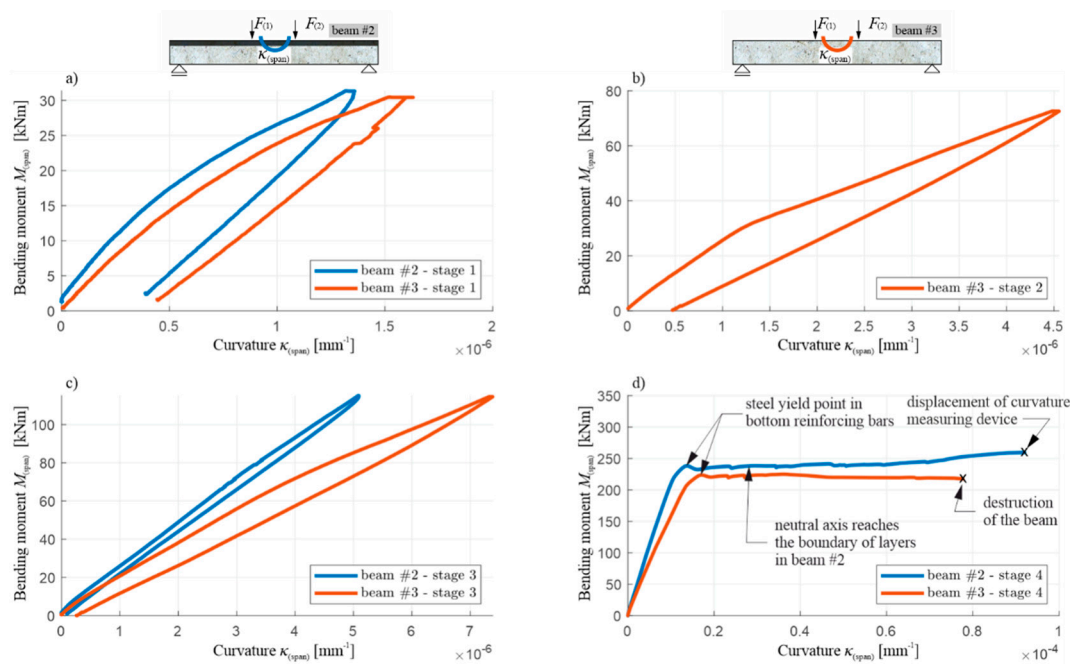 F(1) F(2) beam #2
κ(span)
F(1) F(2) beam #3
κ(span)
a)
Bending moment M(span) [kNm]
30
25
20
15
10
5
0
beam #2 - stage 1
beam #3 - stage 1
0 0.5 1 1.5 2
Curvature κ(span) [mm⁻¹]
×10⁻⁶
b)
Bending moment M(span) [kNm]
80
60
40
20
0
beam #3 - stage 2
0 0.5 1 1.5 2 2.5 3 3.5 4 4.5
Curvature κ(span) [mm⁻¹]
×10⁻⁶
c)
Bending moment M(span) [kNm]
100
80
60
40
20
0
beam #2 - stage 3
beam #3 - stage 3
0 1 2 3 4 5 6 7
Curvature κ(span) [mm⁻¹]
×10⁻⁶
d)
Bending moment M(span) [kNm]
350
300
250
200
150
100
50
0
steel yield point in
bottom reinforcing bars
displacement of curvature
measuring device
neutral axis reaches
the boundary of layers
in beam #2
destruction
of the beam
beam #2 - stage 4
beam #3 - stage 4
0 0.2 0.4 0.6 0.8 1
Curvature κ(span) [mm⁻¹]
×10⁻⁴